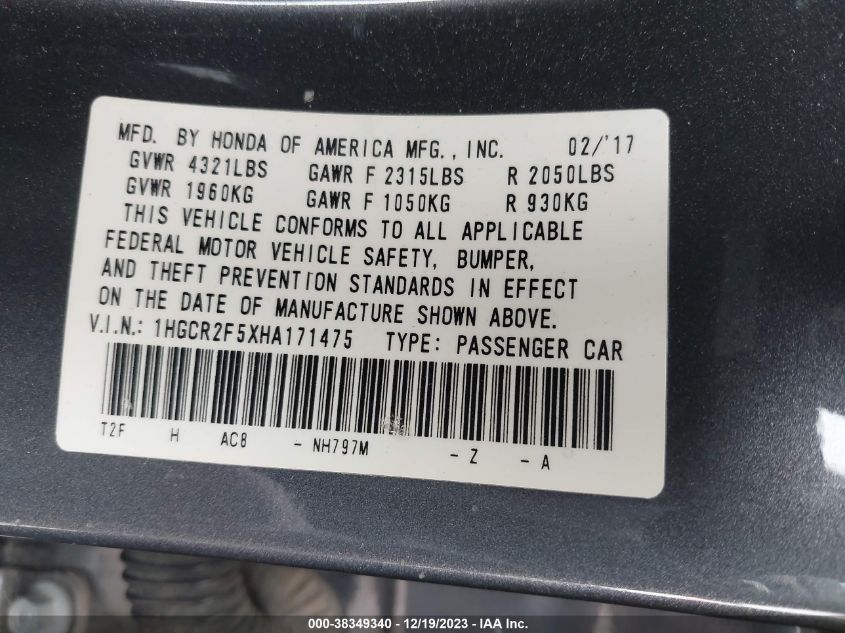 MFD. BY HONDA OF AMERICA MFG., INC. 02/'17
GVWR 4321LBS GAWR F 2315LBS R 2050LBS
GVWR 1960KG GAWR F 1050KG R 930KG
THIS VEHICLE CONFORMS TO ALL APPLICABLE
FEDERAL MOTOR VEHICLE SAFETY, BUMPER,
AND THEFT PREVENTION STANDARDS IN EFFECT
ON THE DATE OF MANUFACTURE SHOWN ABOVE.
V.I.N.: 1HGCR2F5XHA171475 TYPE: PASSENGER CAR
T2F H AC8 - NH797M - Z - A
000-38349340 - 12/19/2023 - IAA Inc.